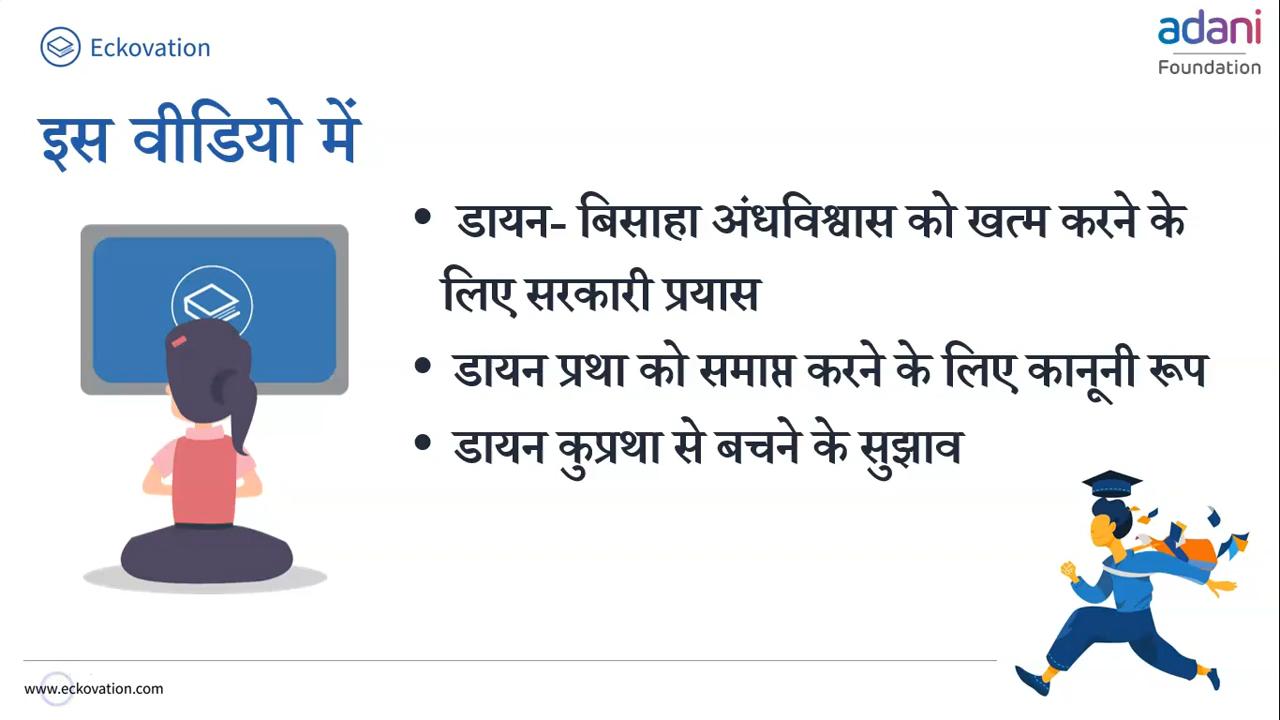 Eckovation
adani
Foundation
इस वीडियो में
• डायन- बिसाहा अंधविश्वास को खत्म करने के
लिए सरकारी प्रयास
• डायन प्रथा को समाप्त करने के लिए कानूनी रूप
• डायन कुप्रथा से बचने के सुझाव
www.eckovation.com